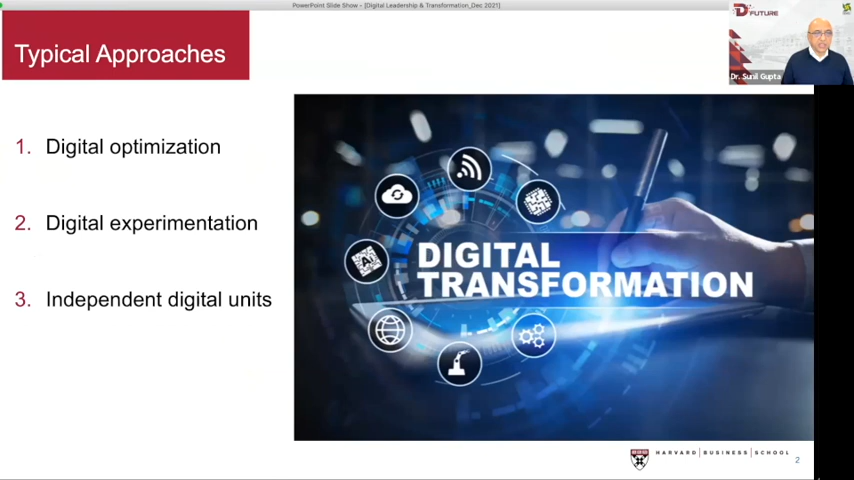 PowerPoint Slide Show - [Digital Leadership & Transformation_Dec 2021]
Typical Approaches
FUTURE
Dr. Sunil Gupta
1. Digital optimization
2. Digital experimentation
3. Independent digital units
AI
DIGITAL
TRANSFORMATION
HARVARD BUSINESS SCHOOL
2